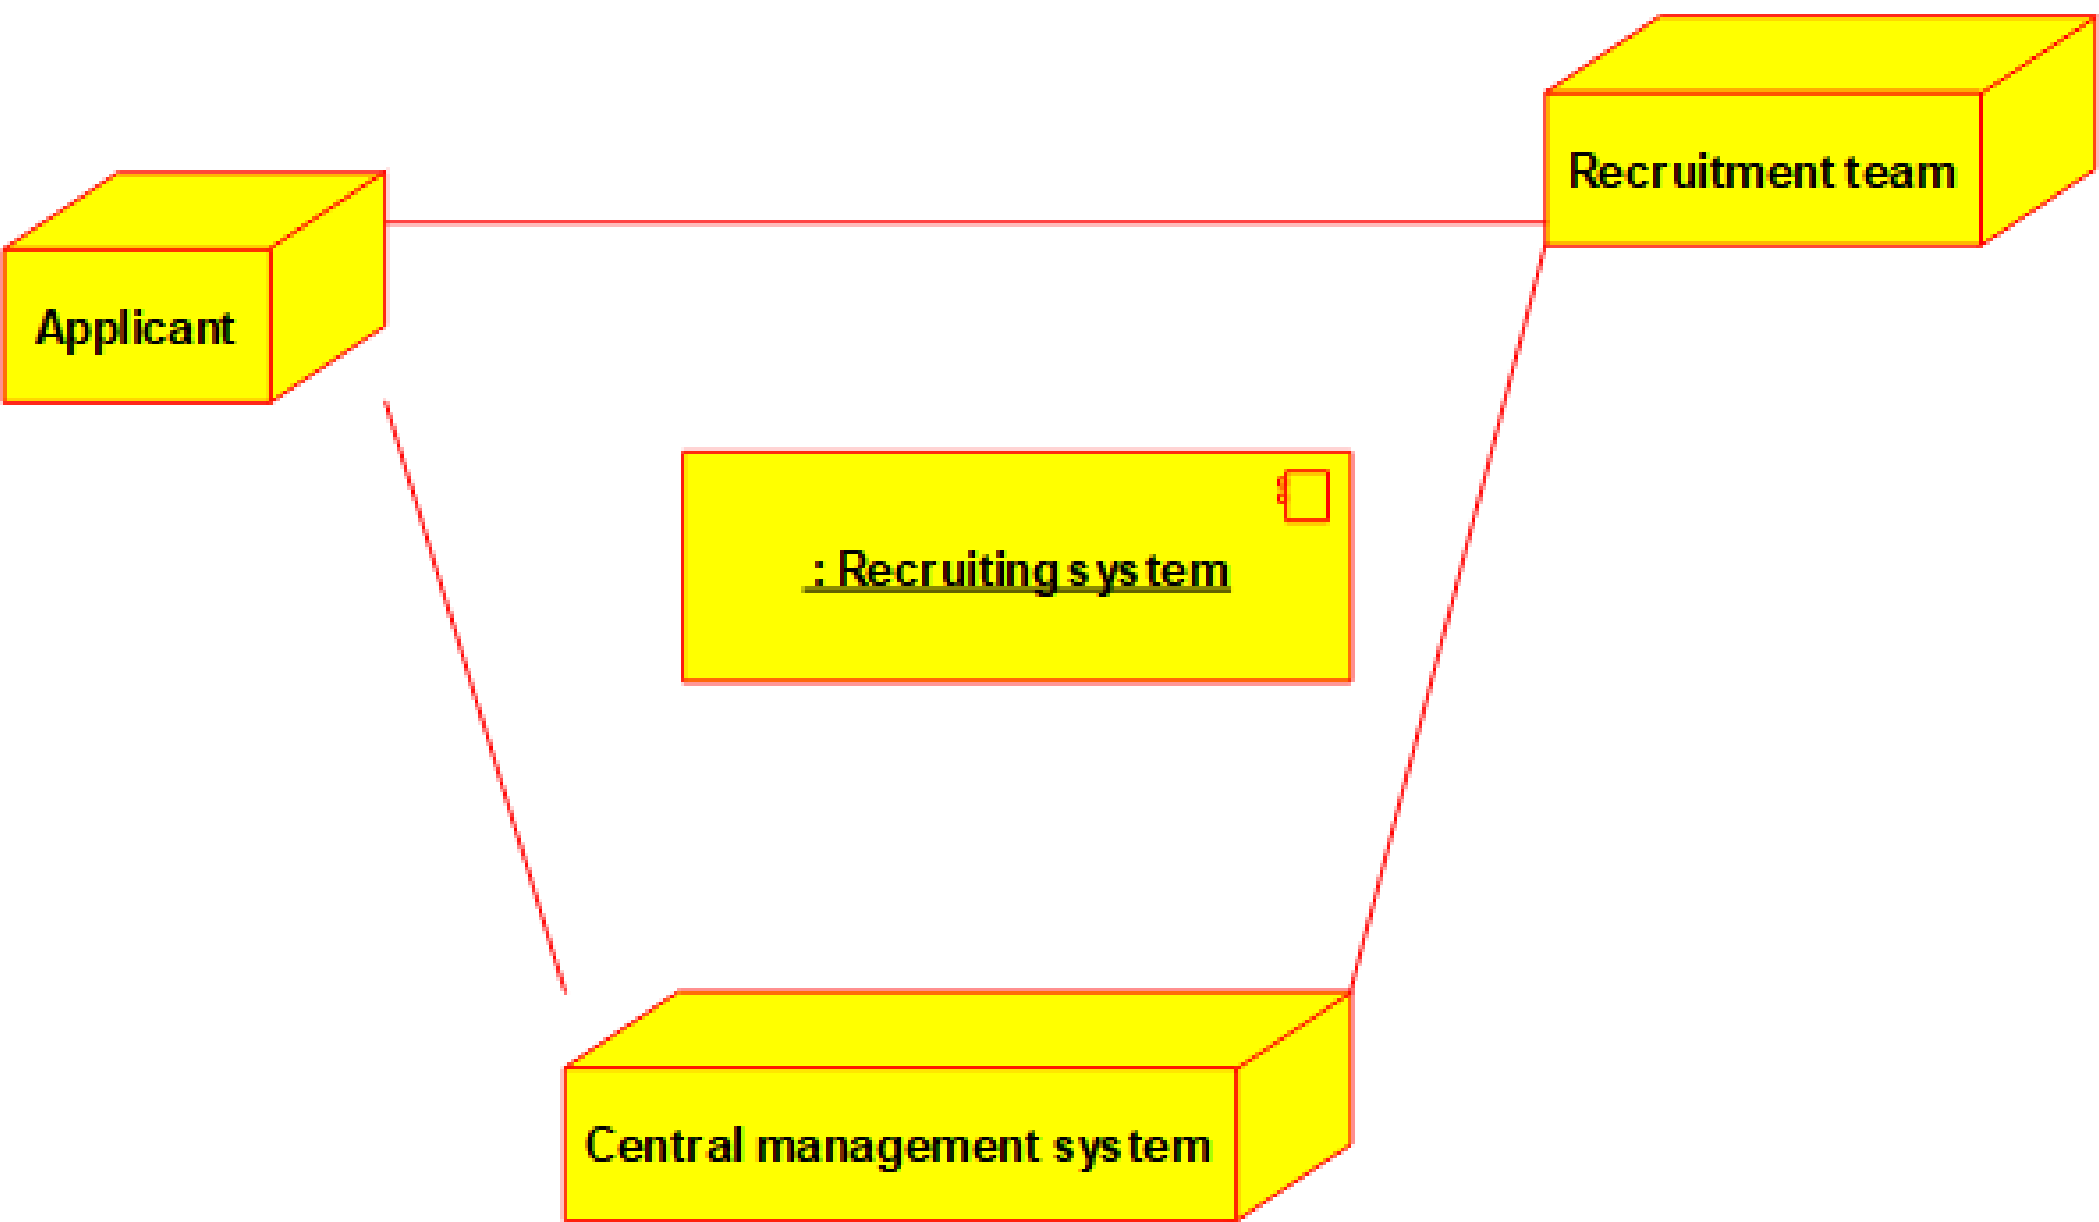 Recruitment team
Applicant
: Recruiting system
Central management system